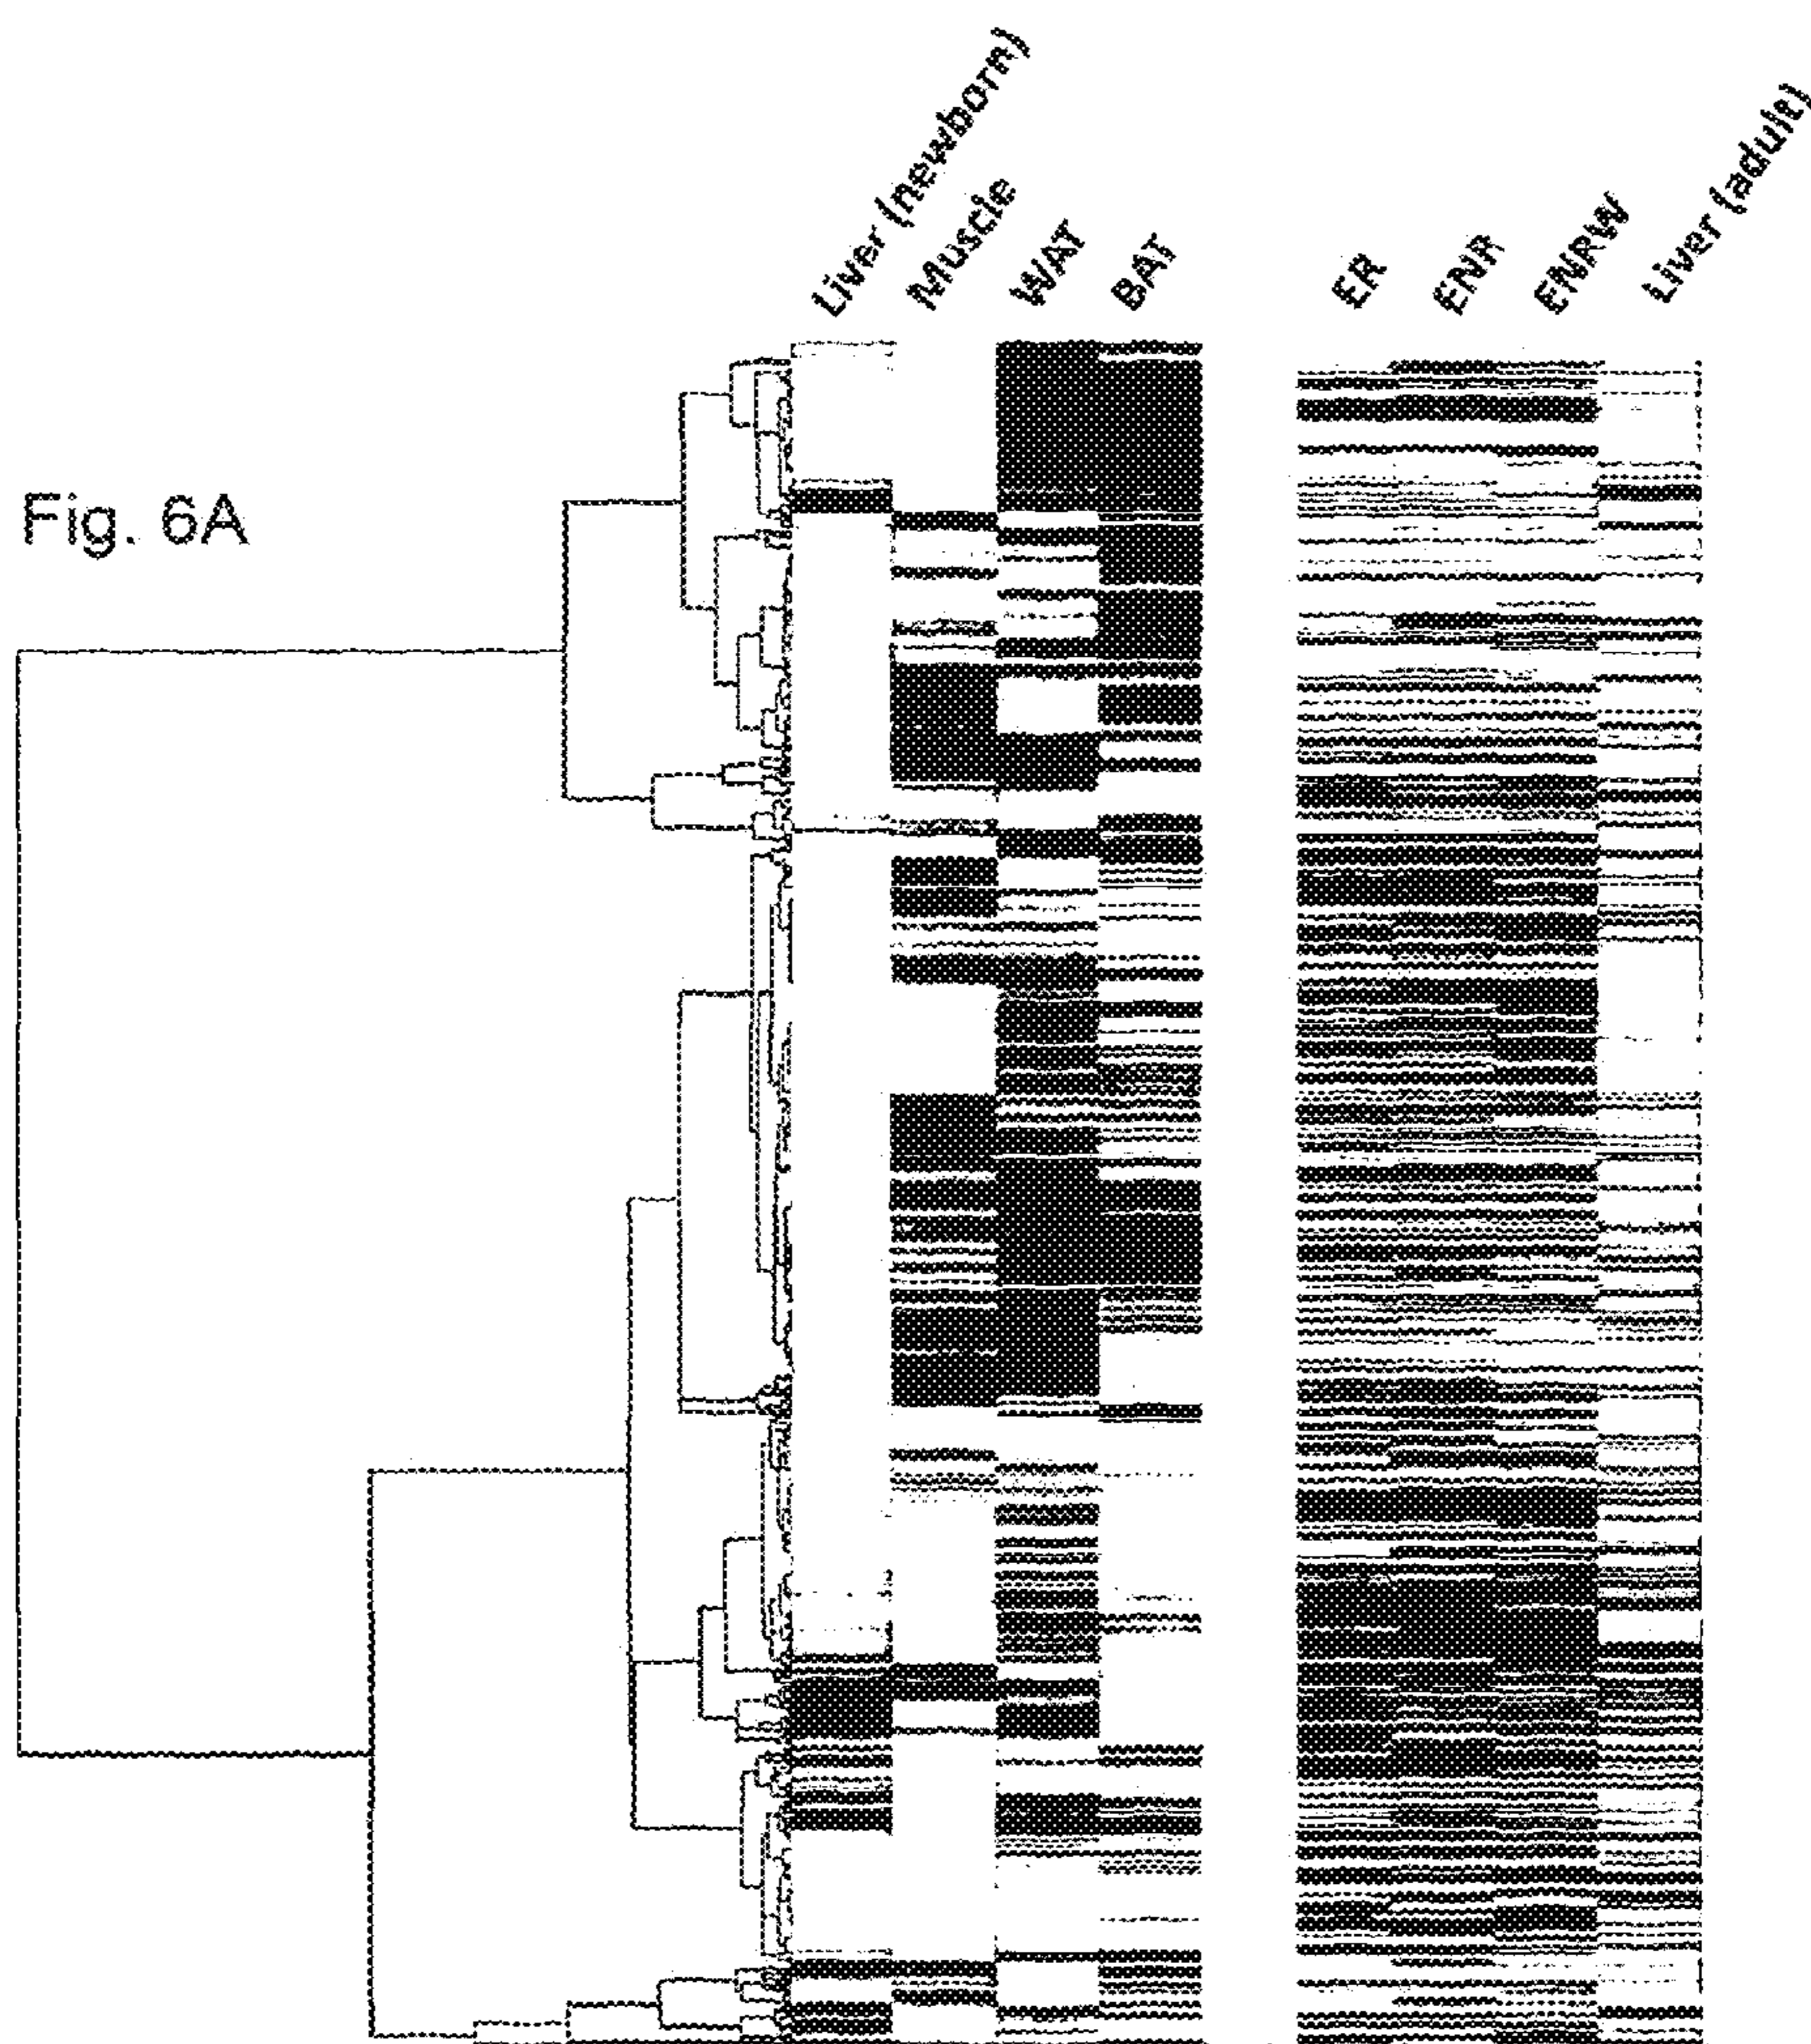 Liver (newborn)
Muscle
WAT
BAT
ER
ENR
ENRW
Liver (adult)
Fig. 6A